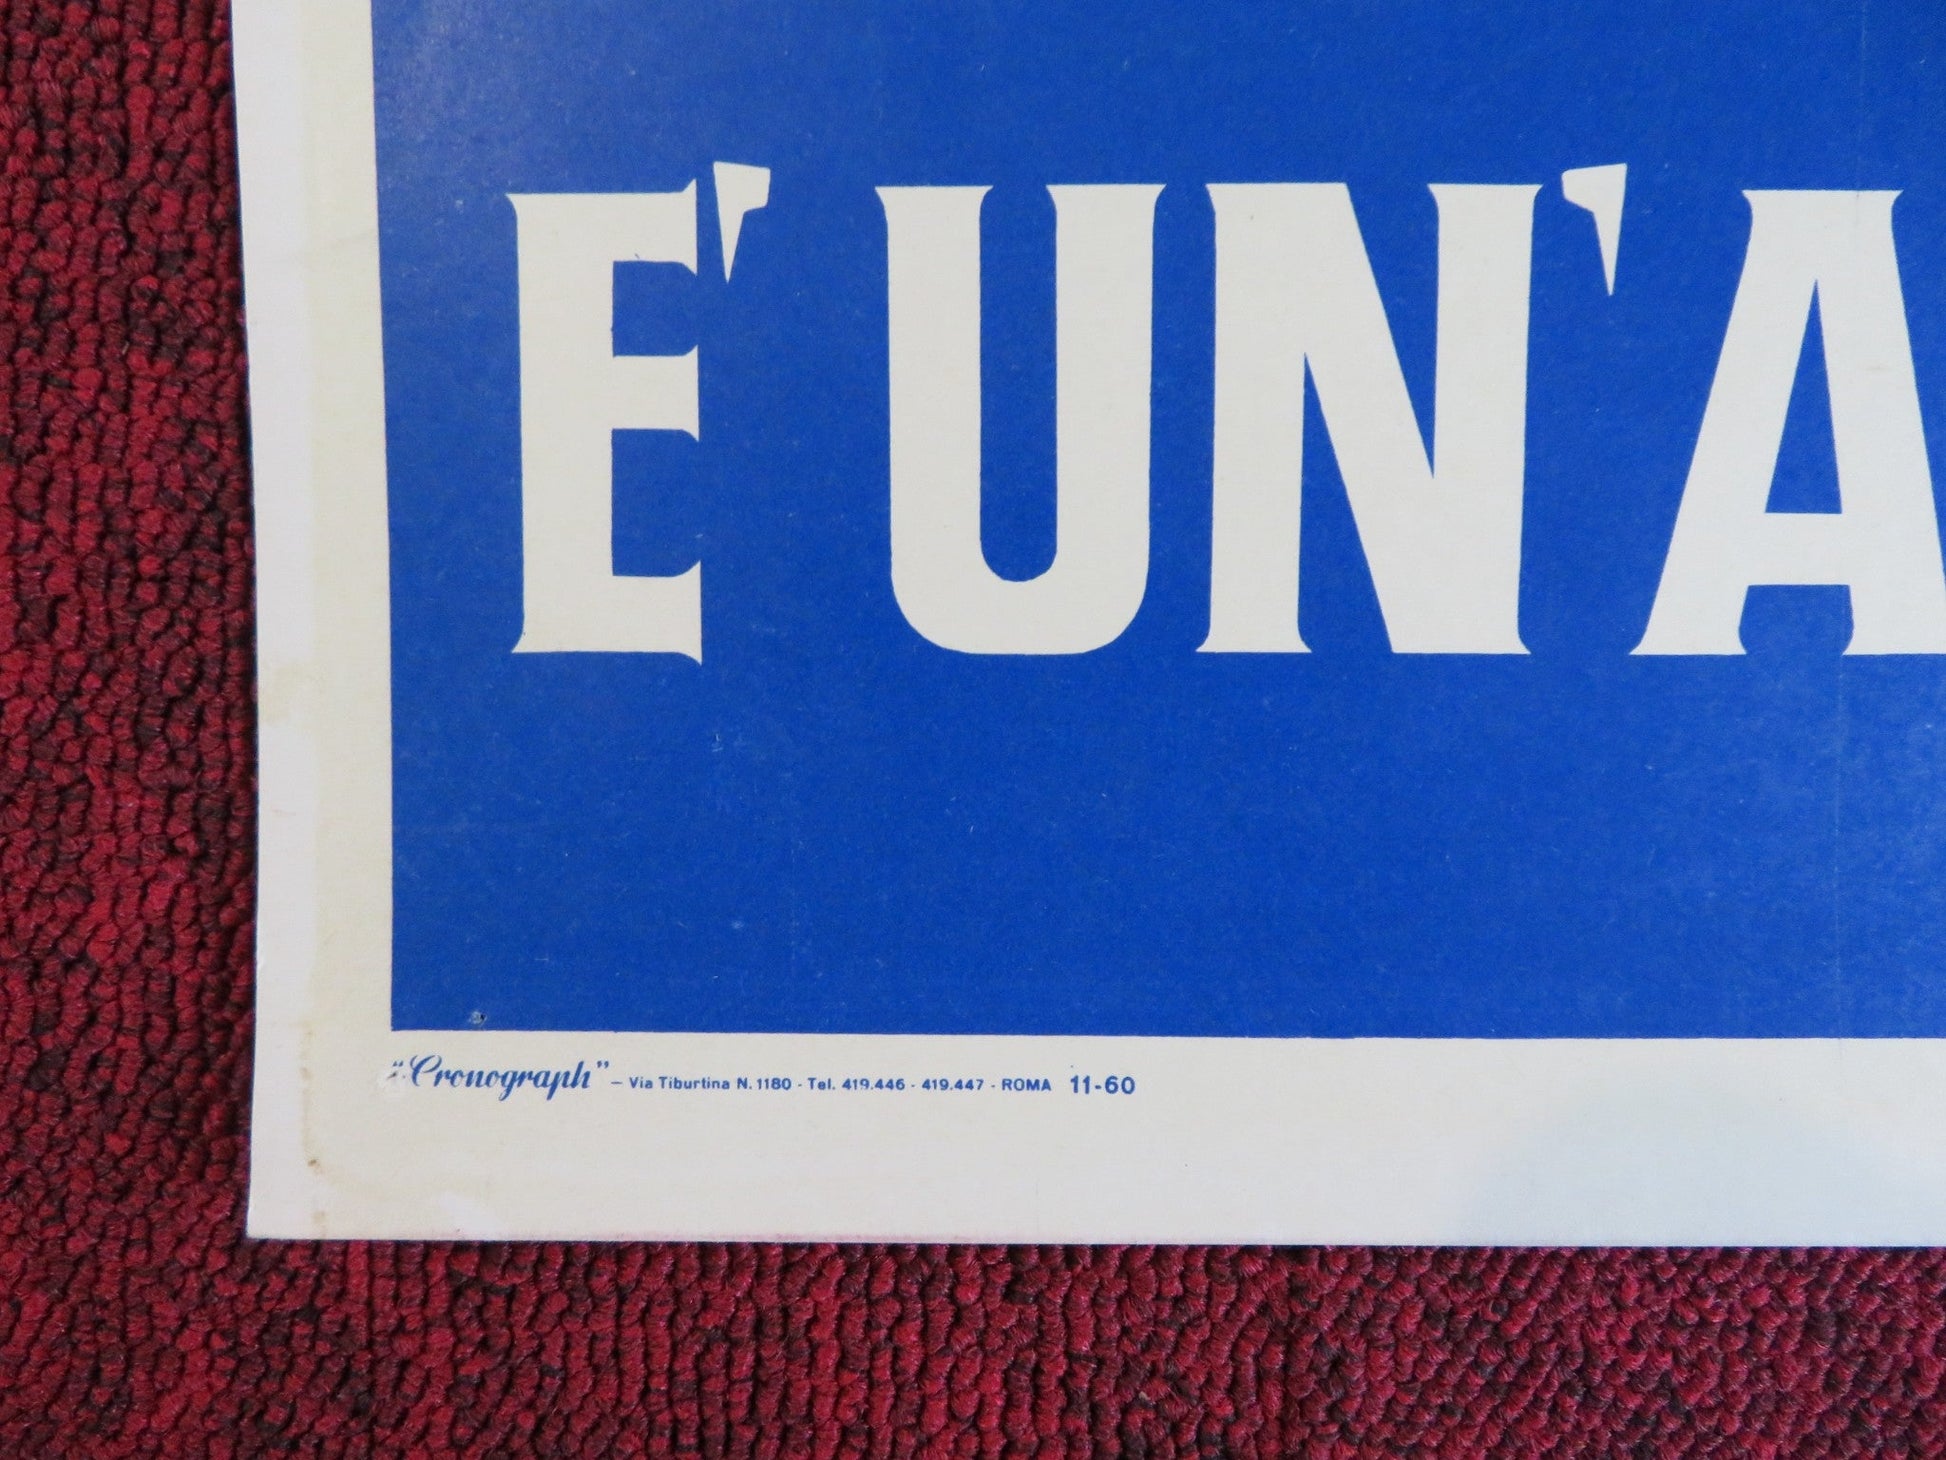 E' UN'A
"Cronograph" – Via Tiburtina N. 1180 - Tel. 419.446 - 419.447 - ROMA 11-60